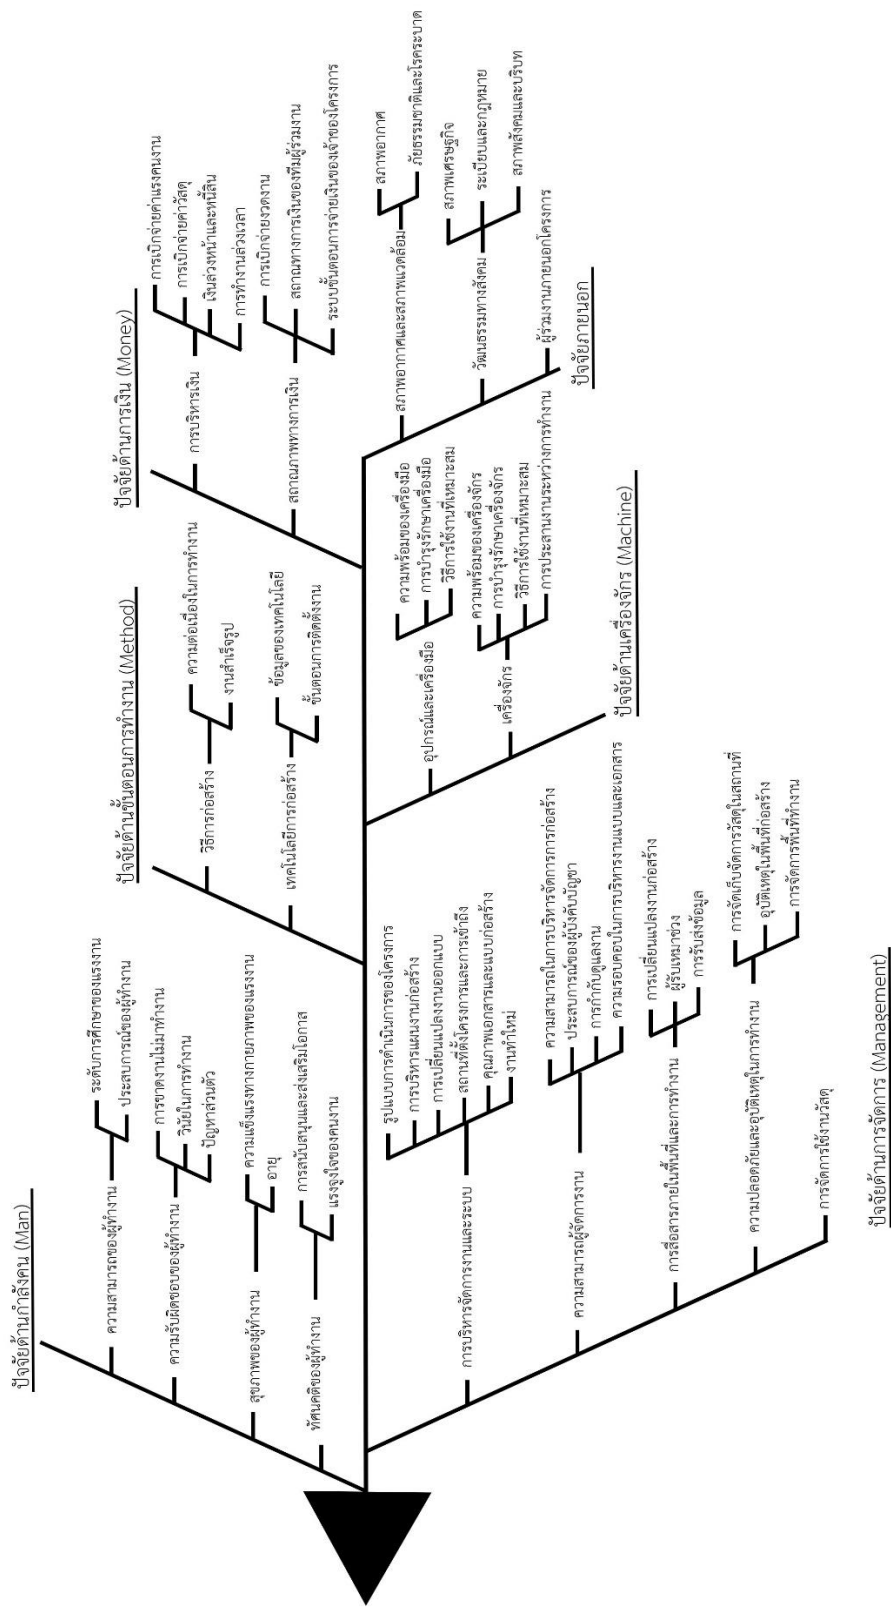 ปัจจัยด้านกำลังคน (Man)
ความสามารถของผู้ทำงาน
ระดับการศึกษาของแรงงาน
ประสบการณ์ของผู้ทำงาน
ความรับผิดชอบของผู้ทำงาน
การขาดงานไม่มาทำงาน
วินัยในการทำงาน
ปัญหาส่วนตัว
สุขภาพของผู้ทำงาน
ความแข็งแรงทางกายภาพของแรงงาน
อายุ
ทัศนคติของผู้ทำงาน
การสนับสนุนและส่งเสริมโอกาส
แรงจูงใจของคนงาน
ปัจจัยด้านขั้นตอนการทำงาน (Method)
วิธีการก่อสร้าง
ความต่อเนื่องในการทำงาน
งานสำเร็จรูป
เทคโนโลยีการก่อสร้าง
ข้อมูลของเทคโนโลยี
ขั้นตอนการติดตั้งงาน
ปัจจัยด้านการเงิน (Money)
การบริหารเงิน
การเบิกจ่ายค่าแรงคนงาน
การเบิกจ่ายค่าวัสดุ
เงินล่วงหน้าและหนี้สิน
การทำงานล่วงเวลา
สถาณภาพทางการเงิน
การเบิกจ่ายงวดงาน
สถาณทางการเงินของทีมผู้ร่วมงาน
ระบบขั้นตอนการจ่ายเงินของเจ้าของโครงการ
การบริหารจัดการงานและระบบ
รูปแบบการดำเนินการของโครงการ
การบริหารแผนงานก่อสร้าง
การเปลี่ยนแปลงงานออกแบบ
สถานที่ตั้งโครงการและการเข้าถึง
คุณภาพเอกสารและแบบก่อสร้าง
งานทำใหม่
ความสามารถผู้จัดการงาน
ความสามารถในการบริหารจัดการการก่อสร้าง
ประสบการณ์ของผู้บังคับบัญชา
การกำกับดูแลงาน
ความรอบคอบในการบริหารงานแบบและเอกสาร
การสื่อสารภายในพื้นที่และการทำงาน
การเปลี่ยนแปลงงานก่อสร้าง
ผู้รับเหมาช่วง
การรับส่งข้อมูล
ความปลอดภัยและอุบัติเหตุในการทำงาน
การจัดเก็บจัดการวัสดุในสถานที่
อุบัติเหตุในพื้นที่ก่อสร้าง
การจัดการพื้นที่ทำงาน
การจัดการใช้งานวัสดุ
ปัจจัยด้านการจัดการ (Management)
อุปกรณ์และเครื่องมือ
ความพร้อมของเครื่องมือ
การบำรุงรักษาเครื่องมือ
วิธีการใช้งานที่เหมาะสม
เครื่องจักร
ความพร้อมของเครื่องจักร
การบำรุงรักษาเครื่องจักร
วิธีการใช้งานที่เหมาะสม
การประสานงานระหว่างการทำงาน
ปัจจัยด้านเครื่องจักร (Machine)
สภาพอากาศและสภาพแวดล้อม
สภาพอากาศ
ภัยธรรมชาติและโรคระบาด
วัฒนธรรมทางสังคม
สภาพเศรษฐกิจ
ระเบียบและกฎหมาย
สภาพสังคมและบริบท
ผู้ร่วมงานภายนอกโครงการ
ปัจจัยภายนอก